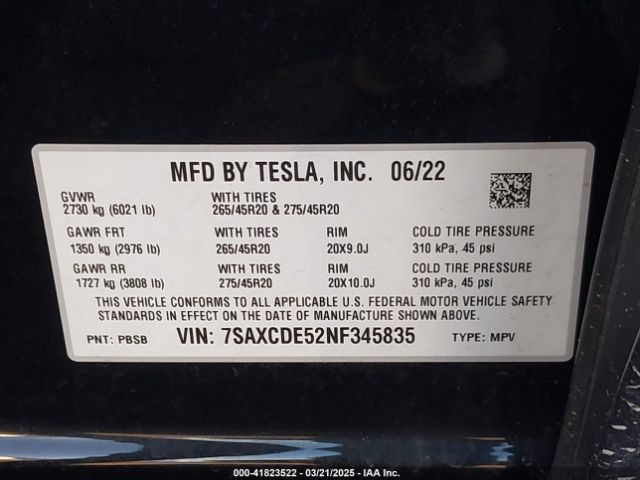 MFD BY TESLA, INC. 06/22
GVWR WITH TIRES
2730 kg (6021 lb) 265/45R20 & 275/45R20
GAWR FRT RIM COLD TIRE PRESSURE
1350 kg (2976 lb) 265/45R20 20X9.0J 310 kPa, 45 psi
GAWR RR WITH TIRES RIM COLD TIRE PRESSURE
1727 kg (3808 lb) 275/45R20 20X10.0J 310 kPa, 45 psi
THIS VEHICLE CONFORMS TO ALL APPLICABLE U.S. FEDERAL MOTOR VEHICLE SAFETY
STANDARDS IN EFFECT ON THE DATE OF MANUFACTURE SHOWN ABOVE.
PNT: PBSB VIN: 7SAXCDE52NF345835 TYPE: MPV
000-41823522 - 03/21/2025 - IAA Inc.